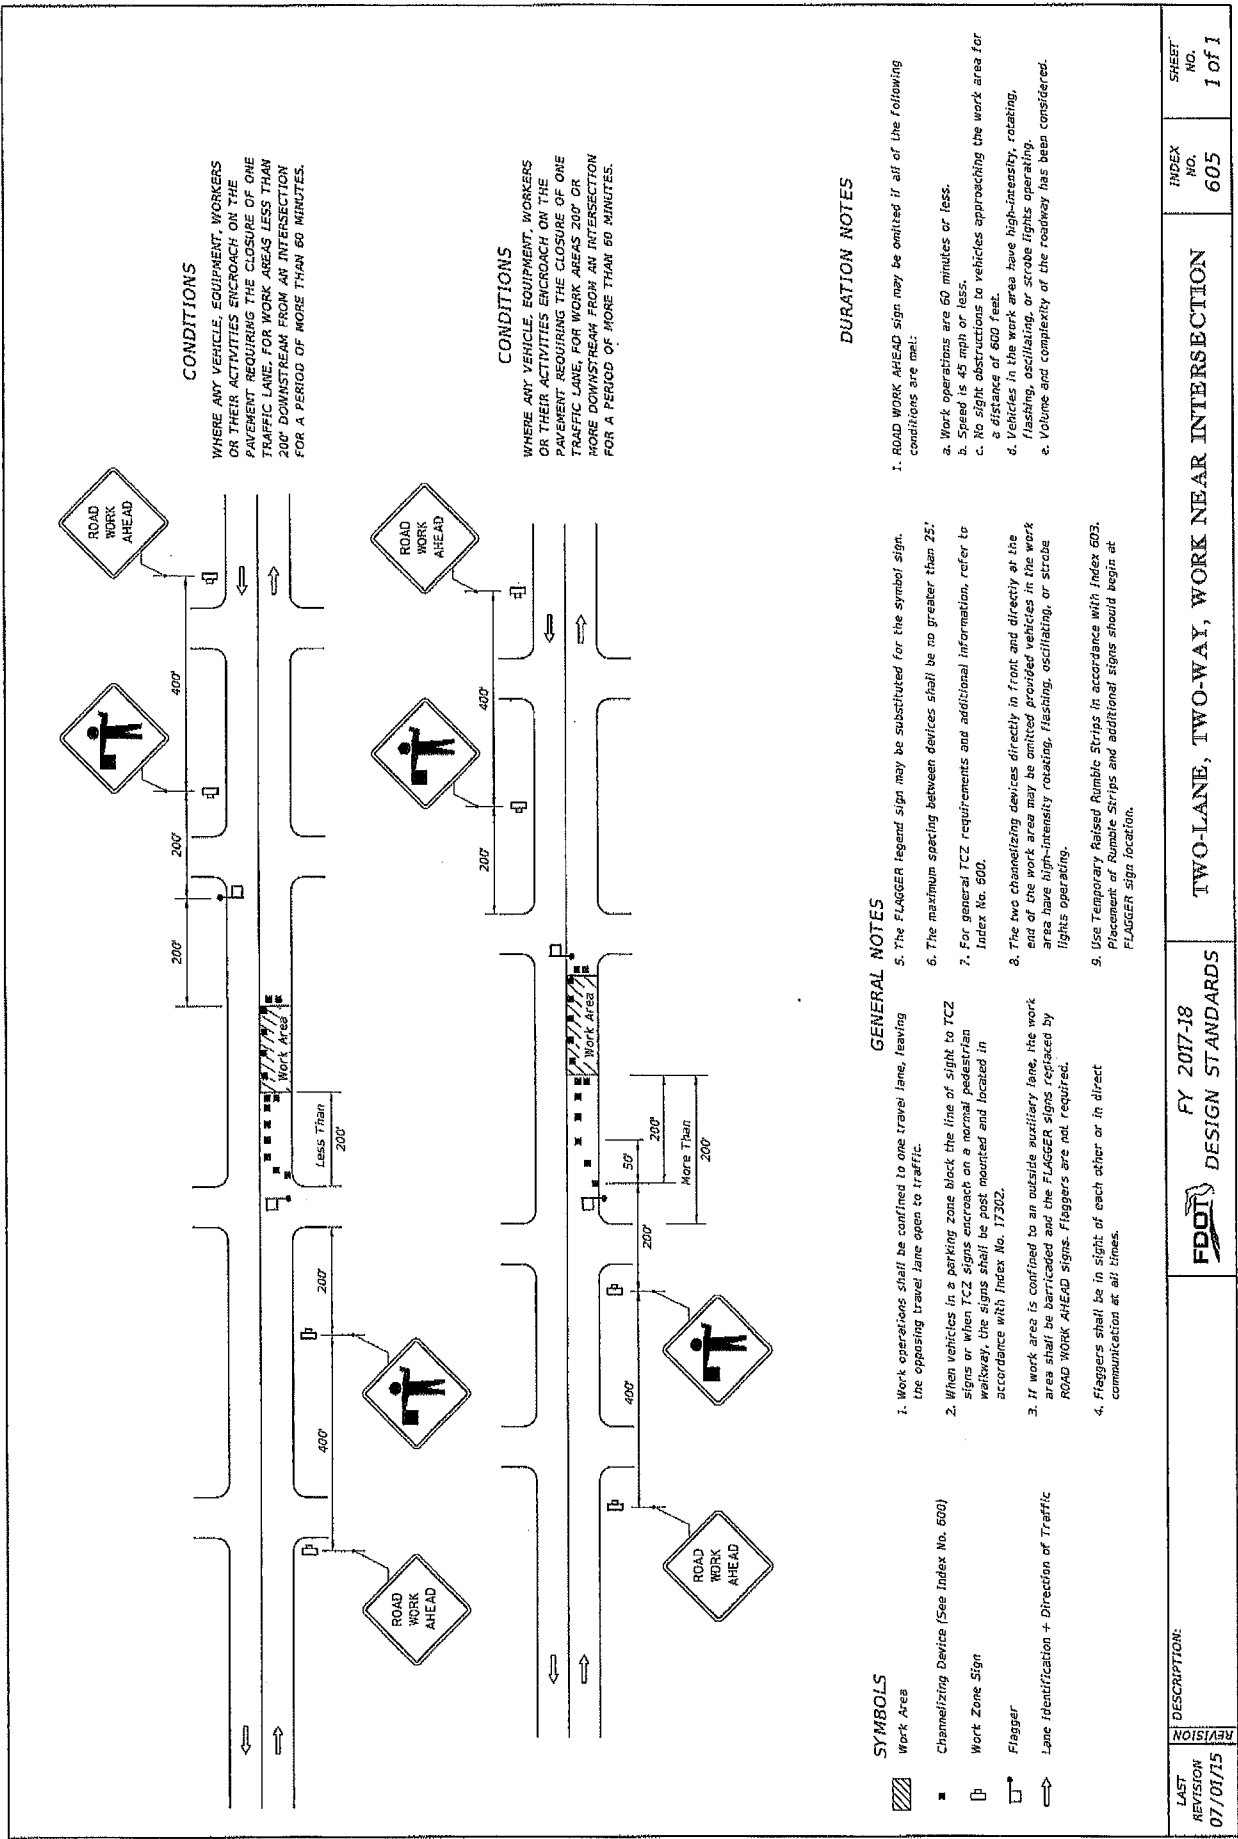 CONDITIONS
WHERE ANY VEHICLE, EQUIPMENT, WORKERS
OR THEIR ACTIVITIES ENCROACH ON THE
PAVEMENT REQUIRING THE CLOSURE OF ONE
TRAFFIC LANE, FOR WORK AREAS LESS THAN
200' DOWNSTREAM FROM AN INTERSECTION
FOR A PERIOD OF MORE THAN 60 MINUTES.
ROAD
WORK
AHEAD
400'
200'
200'
Work Area
Less Than
200'
200'
400'
ROAD
WORK
AHEAD
CONDITIONS
WHERE ANY VEHICLE, EQUIPMENT, WORKERS
OR THEIR ACTIVITIES ENCROACH ON THE
PAVEMENT REQUIRING THE CLOSURE OF ONE
TRAFFIC LANE, FOR WORK AREAS 200' OR
MORE DOWNSTREAM FROM AN INTERSECTION
FOR A PERIOD OF MORE THAN 60 MINUTES.
ROAD
WORK
AHEAD
400'
200'
Work Area
50'
200'
More Than
200'
200'
400'
ROAD
WORK
AHEAD
SYMBOLS
Work Area
Channelizing Device (See Index No. 600)
Work Zone Sign
Flagger
Lane Identification + Direction of Traffic
GENERAL NOTES
1. Work operations shall be confined to one travel lane, leaving
the opposing travel lane open to traffic.
2. When vehicles in a parking zone block the line of sight to TCZ
signs or when TCZ signs encroach on a normal pedestrian
walkway, the signs shall be post mounted and located in
accordance with Index No. 17302.
3. If work area is confined to an outside auxiliary lane, the work
area shall be barricaded and the FLAGGER signs replaced by
ROAD WORK AHEAD signs. Flaggers are not required.
4. Flaggers shall be in sight of each other or in direct
communication at all times.
5. The FLAGGER legend sign may be substituted for the symbol sign.
6. The maximum spacing between devices shall be no greater than 25'.
7. For general TCZ requirements and additional information, refer to
Index No. 600.
8. The two channelizing devices directly in front and directly at the
end of the work area may be omitted provided vehicles in the work
area have high-intensity rotating, flashing, oscillating, or strobe
lights operating.
9. Use Temporary Raised Rumble Strips in accordance with Index 603.
Placement of Rumble Strips and additional signs should begin at
FLAGGER sign location.
DURATION NOTES
1. ROAD WORK AHEAD sign may be omitted if all of the following
conditions are met:
a. Work operations are 60 minutes or less.
b. Speed is 45 mph or less.
c. No sight obstructions to vehicles approaching the work area for
a distance of 600 feet.
d. Vehicles in the work area have high-intensity, rotating,
flashing, oscillating, or strobe lights operating.
e. Volume and complexity of the roadway has been considered.
LAST
REVISION
07/01/15
REVISION
DESCRIPTION:
FDOT
FY 2017-18
DESIGN STANDARDS
TWO-LANE, TWO-WAY, WORK NEAR INTERSECTION
INDEX
NO.
605
SHEET
NO.
1 of 1